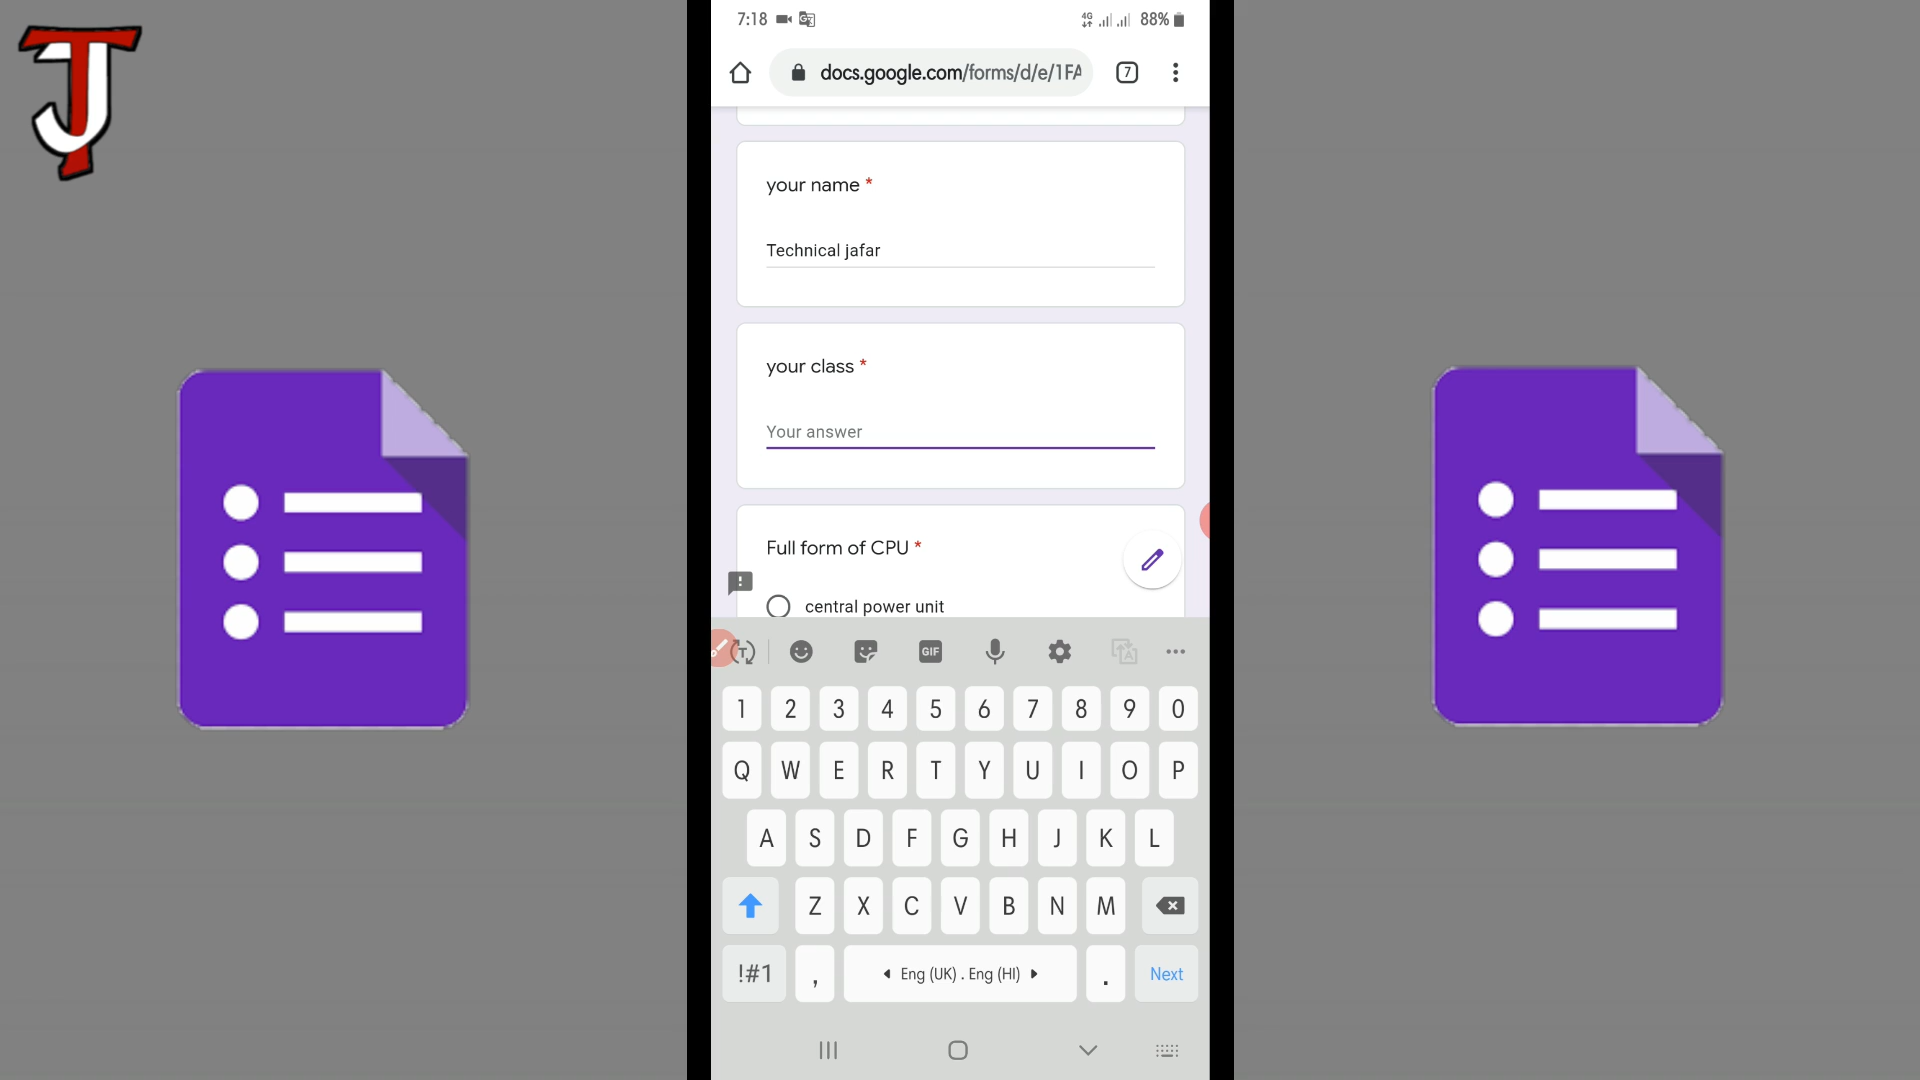 JT
7:18
4G
88%
docs.google.com/forms/d/e/1FA
7
your name *
Technical jafar
your class *
Your answer
Full form of CPU *
central power unit
T
GIF
A
1 2 3 4 5 6 7 8 9 0
Q W E R T Y U I O P
A S D F G H J K L
Z X C V B N M
!#1 , Eng (UK) . Eng (HI) . Next